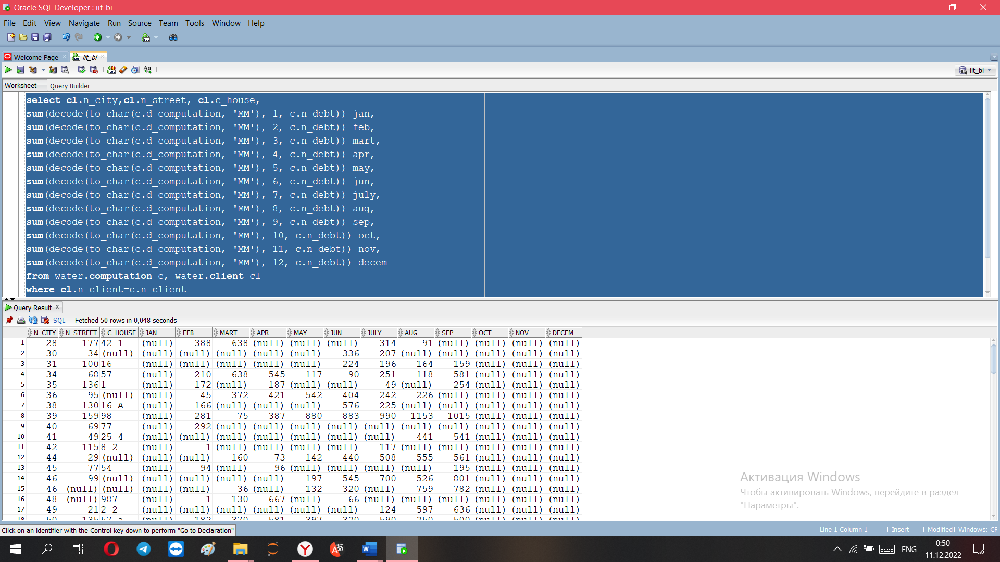 Oracle SQL Developer : iit_bi
File Edit View Navigate Run Source Team Tools Window Help
Welcome Page iit_bi
iit_bi
Worksheet Query Builder
select cl.n_city,cl.n_street, cl.c_house,
sum(decode(to_char(c.d_computation, 'MM'), 1, c.n_debt)) jan,
sum(decode(to_char(c.d_computation, 'MM'), 2, c.n_debt)) feb,
sum(decode(to_char(c.d_computation, 'MM'), 3, c.n_debt)) mart,
sum(decode(to_char(c.d_computation, 'MM'), 4, c.n_debt)) apr,
sum(decode(to_char(c.d_computation, 'MM'), 5, c.n_debt)) may,
sum(decode(to_char(c.d_computation, 'MM'), 6, c.n_debt)) jun,
sum(decode(to_char(c.d_computation, 'MM'), 7, c.n_debt)) july,
sum(decode(to_char(c.d_computation, 'MM'), 8, c.n_debt)) aug,
sum(decode(to_char(c.d_computation, 'MM'), 9, c.n_debt)) sep,
sum(decode(to_char(c.d_computation, 'MM'), 10, c.n_debt)) oct,
sum(decode(to_char(c.d_computation, 'MM'), 11, c.n_debt)) nov,
sum(decode(to_char(c.d_computation, 'MM'), 12, c.n_debt)) decem
from water.computation c, water.client cl
where cl.n_client=c.n_client
Query Result
SQL Fetched 50 rows in 0,048 seconds
N_CITY N_STREET C_HOUSE JAN FEB MART APR MAY JUN JULY AUG SEP OCT NOV DECEM
1 28 177 42 1 (null) 388 638 (null) (null) (null) 314 91 (null) (null) (null) (null)
2 30 34 (null) (null) (null) (null) (null) (null) 336 207 (null) (null) (null) (null) (null)
3 31 100 16 (null) (null) (null) (null) (null) 224 196 164 159 (null) (null) (null)
4 34 68 57 (null) 210 638 545 117 90 251 118 581 (null) (null) (null)
5 35 136 1 (null) 172 (null) 187 (null) (null) 49 (null) 254 (null) (null) (null)
6 36 95 (null) (null) 45 372 421 542 404 242 226 (null) (null) (null) (null)
7 38 130 16 A (null) 166 (null) (null) (null) 576 225 (null) (null) (null) (null) (null)
8 39 159 98 (null) 281 75 387 880 883 990 1153 1015 (null) (null) (null)
9 40 69 77 (null) 292 (null) (null) (null) (null) (null) (null) (null) (null) (null) (null)
10 41 49 25 4 (null) (null) (null) (null) (null) (null) (null) 441 541 (null) (null) (null)
11 42 115 8 2 (null) 1 (null) (null) (null) (null) 117 (null) (null) (null) (null) (null)
12 44 29 (null) (null) (null) 160 73 142 440 508 555 561 (null) (null) (null)
13 45 77 54 (null) 94 (null) 96 (null) (null) (null) (null) 195 (null) (null) (null)
14 46 99 (null) (null) (null) (null) (null) 197 545 700 526 801 (null) (null) (null)
15 46 (null) (null) (null) (null) 36 (null) 132 320 (null) 759 782 (null) (null) (null)
16 48 (null) 987 (null) 1 130 667 (null) 66 (null) (null) (null) (null) (null) (null)
17 49 21 2 2 (null) (null) (null) (null) (null) (null) 124 597 636 (null) (null) (null)
18 50 135 57 a (null) 182 370 581 397 320 590 250 500 (null) (null) (null)
Активация Windows
Чтобы активировать Windows, перейдите в раздел
"Параметры".
Click on an identifier with the Control key down to perform "Go to Declaration"
Line 1 Column 1 Insert Modified Windows: CR
ENG
0:50
11.12.2022